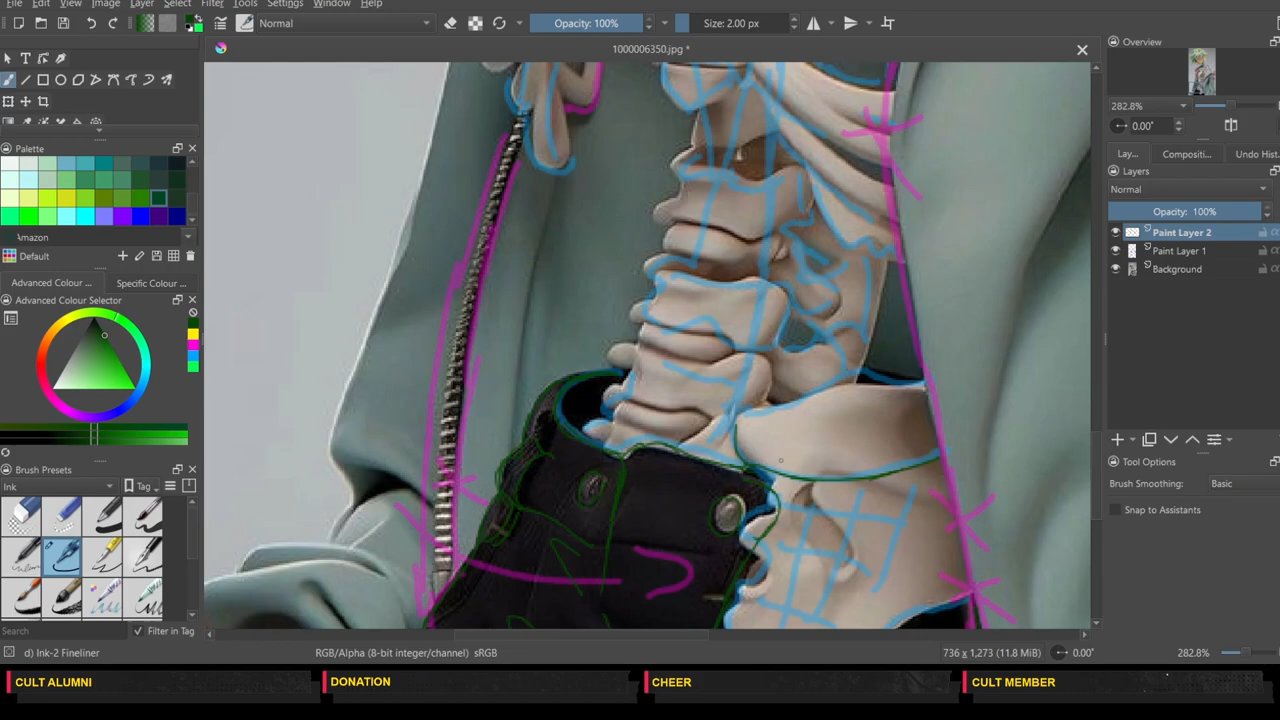 File Edit View Image Layer Select Filter Tools Settings Window Help
Normal
Opacity: 100%
Size: 2.00 px
1000006350.jpg *
Overview
282.8%
0.00°
Palette
Amazon
Default
Advanced Colour ...
Specific Colour ...
Advanced Colour Selector
Brush Presets
Ink
Tag
Search
Filter in Tag
Lay...
Compositi...
Undo Hist.
Layers
Normal
Opacity: 100%
Paint Layer 2
Paint Layer 1
Background
Tool Options
Brush Smoothing:
Basic
Snap to Assistants
d) Ink-2 Fineliner
RGB/Alpha (8-bit integer/channel) sRGB
736 x 1,273 (11.8 MiB)
0.00°
282.8%
CULT ALUMNI
DONATION
CHEER
CULT MEMBER